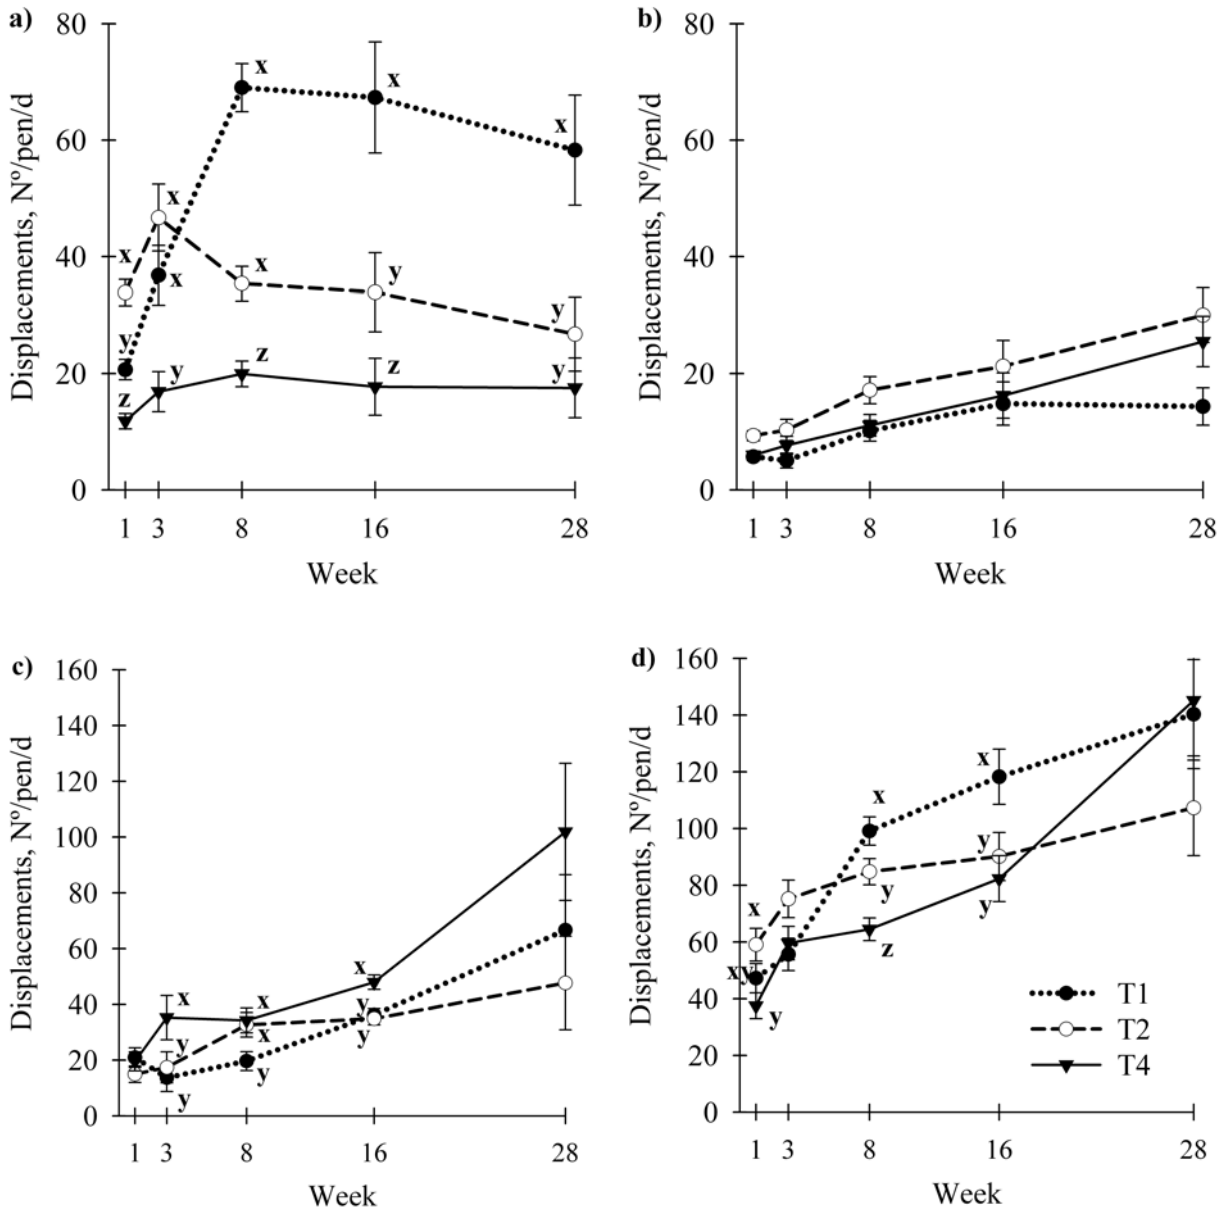 a)
80
60
40
20
0
Displacements, Nº/pen/d
x
x
x
x
x
x
x
y
y
y
z
y
z
z
y
1 3 8 16 28
Week
b)
80
60
40
20
0
Displacements, Nº/pen/d
1 3 8 16 28
Week
c)
160
140
120
100
80
60
40
20
0
Displacements, Nº/pen/d
x
x
x
y
x
y
y
y
y
1 3 8 16 28
Week
d)
160
140
120
100
80
60
40
20
0
Displacements, Nº/pen/d
x
x
y
x
y
y
xy
z
y
T1
T2
T4
1 3 8 16 28
Week